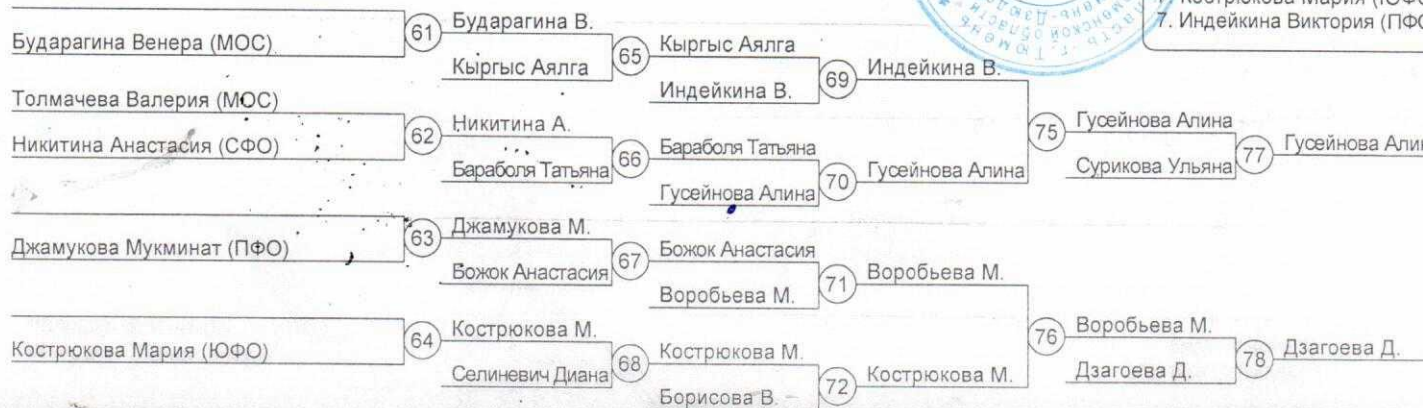 Кострюкова Мария (ЮФО
7. Индейкина Виктория (ПФО
Бударагина Венера (МОС)
61
Бударагина В.
Кыргыс Аялга
65
Кыргыс Аялга
Индейкина В.
69
Индейкина В.
Толмачева Валерия (МОС)
Никитина Анастасия (СФО)
62
Никитина А.
Бараболя Татьяна
66
Бараболя Татьяна
Гусейнова Алина
70
Гусейнова Алина
75
Гусейнова Алина
Сурикова Ульяна
77
Гусейнова Алин
Джамукова Мукминат (ПФО)
63
Джамукова М.
Божок Анастасия
67
Божок Анастасия
Воробьева М.
71
Воробьева М.
Кострюкова Мария (ЮФО)
64
Кострюкова М.
Селиневич Диана
68
Кострюкова М.
Борисова В.
72
Кострюкова М.
76
Воробьева М.
Дзагоева Д.
78
Дзагоева Д.